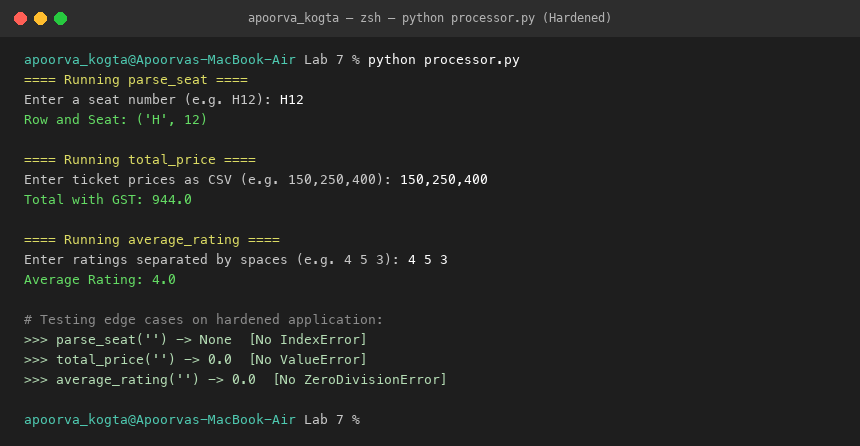 apoorva_kogta — zsh — python processor.py (Hardened)
apoorva_kogta@Apoorvas-MacBook-Air Lab 7 % python processor.py
==== Running parse_seat ====
Enter a seat number (e.g. H12): H12
Row and Seat: ('H', 12)
==== Running total_price ====
Enter ticket prices as CSV (e.g. 150,250,400): 150,250,400
Total with GST: 944.0
==== Running average_rating ====
Enter ratings separated by spaces (e.g. 4 5 3): 4 5 3
Average Rating: 4.0
# Testing edge cases on hardened application:
>>> parse_seat('') -> None  [No IndexError]
>>> total_price('') -> 0.0  [No ValueError]
>>> average_rating('') -> 0.0  [No ZeroDivisionError]
apoorva_kogta@Apoorvas-MacBook-Air Lab 7 %